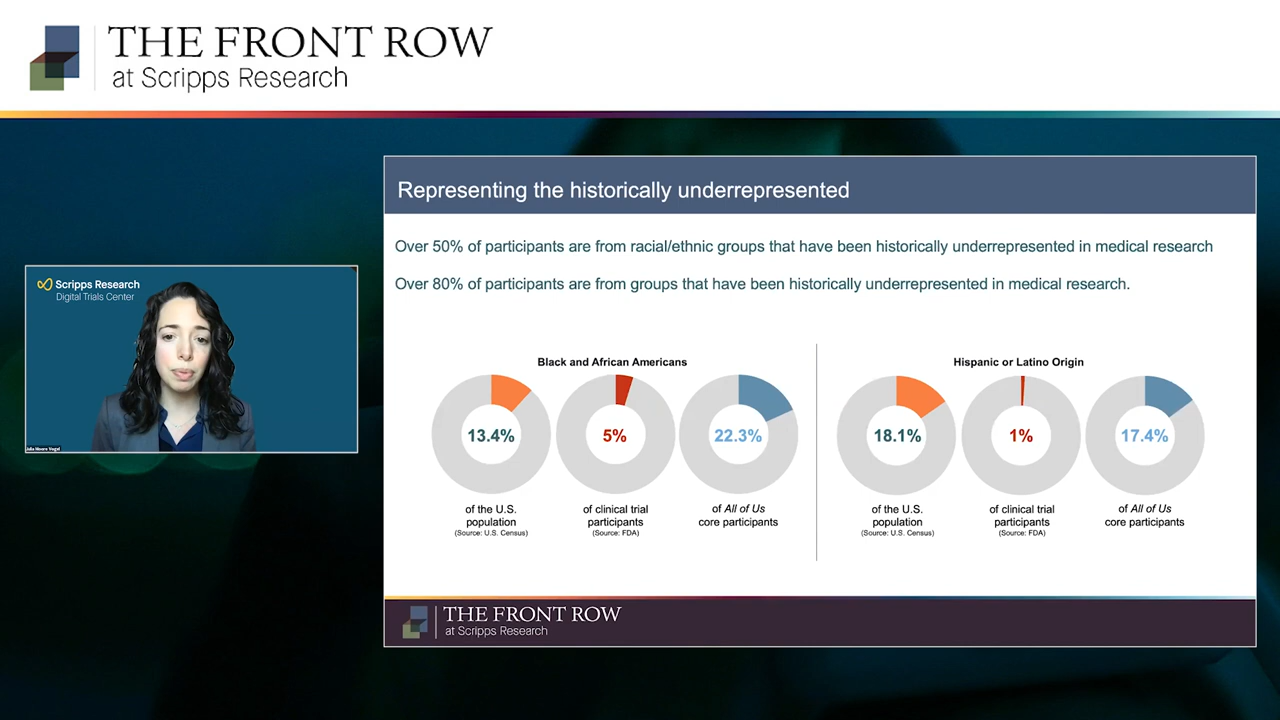 THE FRONT ROW
at Scripps Research
Scripps Research
Digital Trials Center
Julia Moore Vogel
Representing the historically underrepresented
Over 50% of participants are from racial/ethnic groups that have been historically underrepresented in medical research
Over 80% of participants are from groups that have been historically underrepresented in medical research.
Black and African Americans
13.4%
5%
22.3%
of the U.S.
population
(Source: U.S. Census)
of clinical trial
participants
(Source: FDA)
of All of Us
core participants
Hispanic or Latino Origin
18.1%
1%
17.4%
of the U.S.
population
(Source: U.S. Census)
of clinical trial
participants
(Source: FDA)
of All of Us
core participants
THE FRONT ROW
at Scripps Research